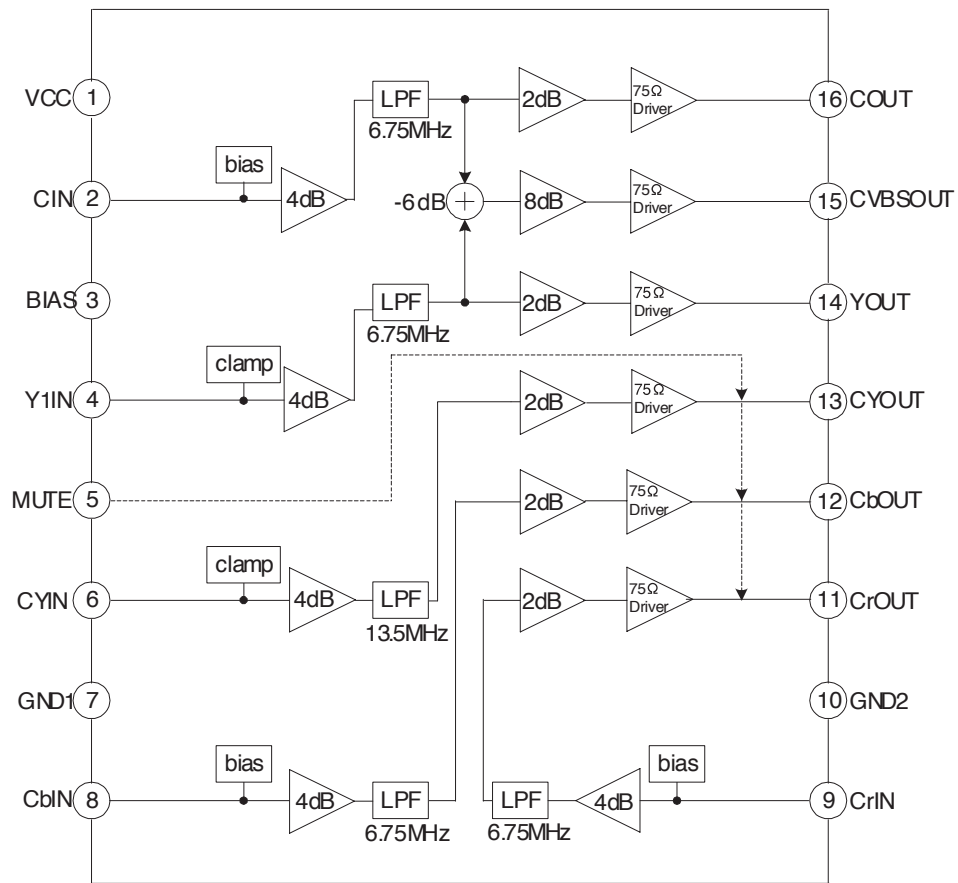 VCC 1
LPF
6.75MHz
2dB
75Ω
Driver
16 COUT
bias
CIN 2
4dB
-6dB
+
8dB
75Ω
Driver
15 CVBSOUT
BIAS 3
LPF
6.75MHz
2dB
75Ω
Driver
14 YOUT
clamp
Y1IN 4
4dB
2dB
75Ω
Driver
13 CYOUT
MUTE 5
2dB
75Ω
Driver
12 CbOUT
clamp
CYIN 6
4dB
LPF
13.5MHz
2dB
75Ω
Driver
11 CrOUT
GND1 7
10 GND2
bias
CbIN 8
4dB
LPF
6.75MHz
LPF
6.75MHz
4dB
bias
9 CrIN